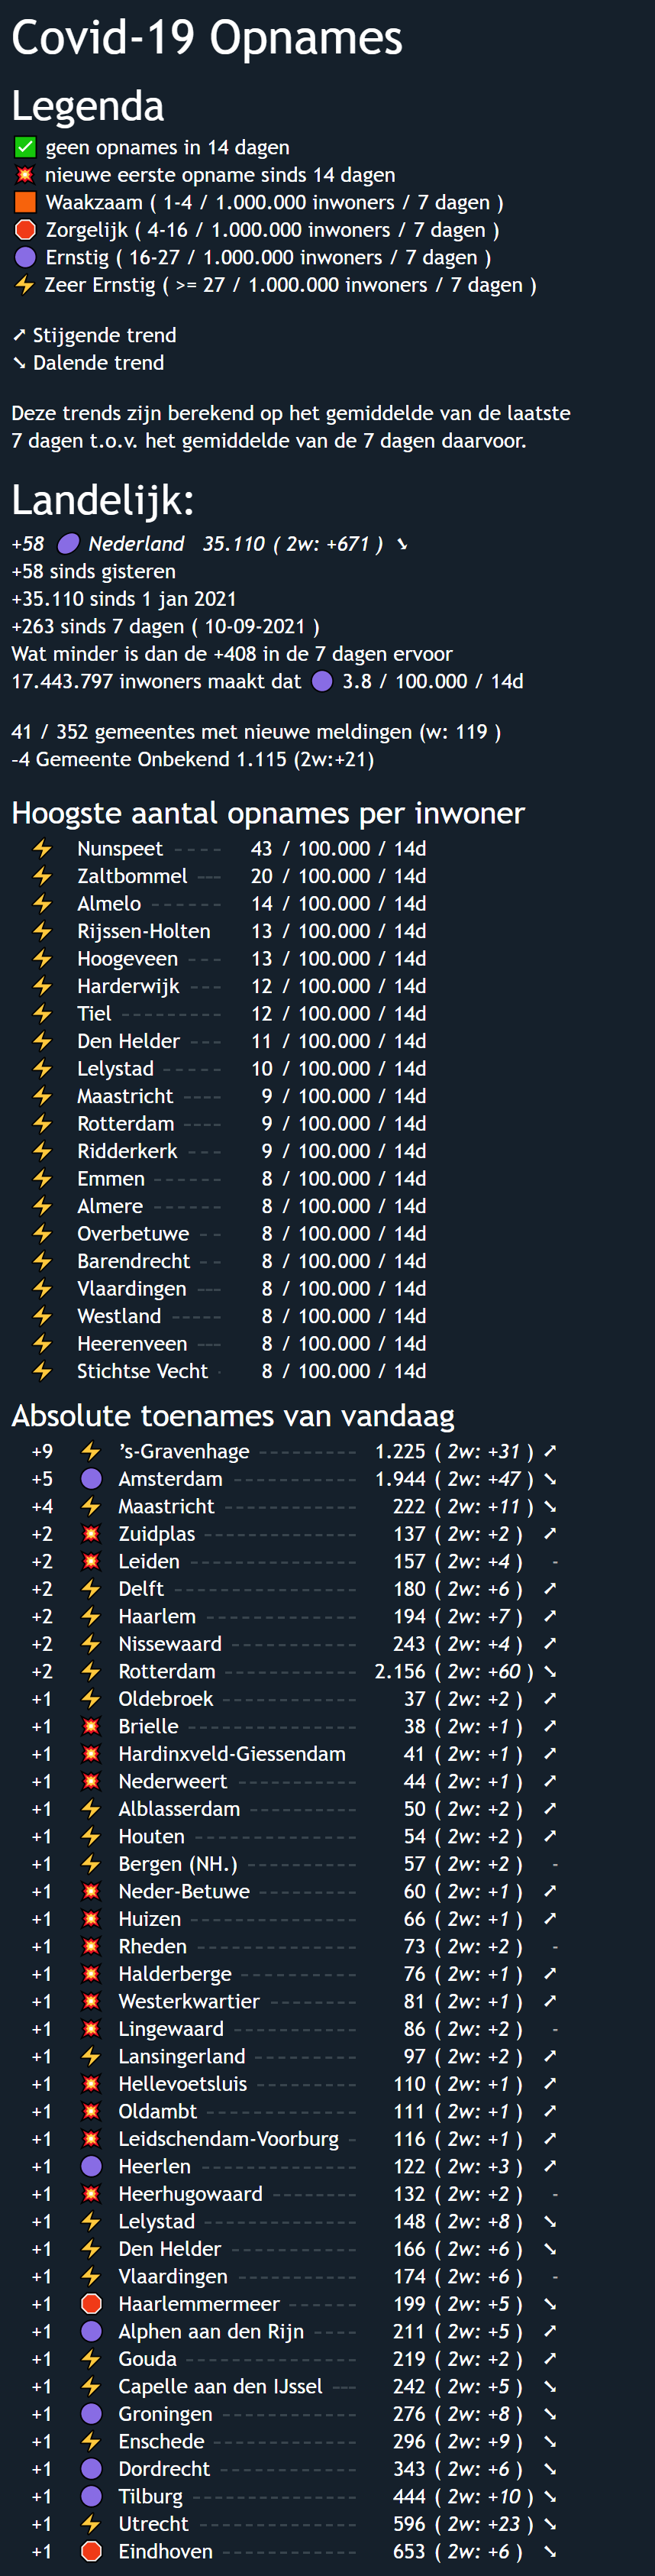 Covid-19 Opnames
Legenda
✅ geen opnames in 14 dagen
💥 nieuwe eerste opname sinds 14 dagen
🟧 Waakzaam ( 1-4 / 1.000.000 inwoners / 7 dagen )
🛑 Zorgelijk ( 4-16 / 1.000.000 inwoners / 7 dagen )
🟣 Ernstig ( 16-27 / 1.000.000 inwoners / 7 dagen )
⚡ Zeer Ernstig ( >= 27 / 1.000.000 inwoners / 7 dagen )
➚ Stijgende trend
➘ Dalende trend
Deze trends zijn berekend op het gemiddelde van de laatste
7 dagen t.o.v. het gemiddelde van de 7 dagen daarvoor.
Landelijk:
+58 🟣 Nederland 35.110 ( 2w: +671 ) ➘
+58 sinds gisteren
+35.110 sinds 1 jan 2021
+263 sinds 7 dagen ( 10-09-2021 )
Wat minder is dan de +408 in de 7 dagen ervoor
17.443.797 inwoners maakt dat 🟣 3.8 / 100.000 / 14d
41 / 352 gemeentes met nieuwe meldingen (w: 119 )
-4 Gemeente Onbekend 1.115 (2w:+21)
Hoogste aantal opnames per inwoner
⚡ Nunspeet ---- 43 / 100.000 / 14d
⚡ Zaltbommel --- 20 / 100.000 / 14d
⚡ Almelo ------ 14 / 100.000 / 14d
⚡ Rijssen-Holten 13 / 100.000 / 14d
⚡ Hoogeveen --- 13 / 100.000 / 14d
⚡ Harderwijk --- 12 / 100.000 / 14d
⚡ Tiel --------- 12 / 100.000 / 14d
⚡ Den Helder --- 11 / 100.000 / 14d
⚡ Lelystad ----- 10 / 100.000 / 14d
⚡ Maastricht ---- 9 / 100.000 / 14d
⚡ Rotterdam ---- 9 / 100.000 / 14d
⚡ Ridderkerk --- 9 / 100.000 / 14d
⚡ Emmen ------ 8 / 100.000 / 14d
⚡ Almere ------ 8 / 100.000 / 14d
⚡ Overbetuwe -- 8 / 100.000 / 14d
⚡ Barendrecht -- 8 / 100.000 / 14d
⚡ Vlaardingen --- 8 / 100.000 / 14d
⚡ Westland ----- 8 / 100.000 / 14d
⚡ Heerenveen --- 8 / 100.000 / 14d
⚡ Stichtse Vecht - 8 / 100.000 / 14d
Absolute toenames van vandaag
+9 ⚡ ’s-Gravenhage --------- 1.225 ( 2w: +31 ) ➚
+5 🟣 Amsterdam ------------ 1.944 ( 2w: +47 ) ➘
+4 ⚡ Maastricht ------------ 222 ( 2w: +11 ) ➘
+2 💥 Zuidplas -------------- 137 ( 2w: +2 ) ➚
+2 💥 Leiden --------------- 157 ( 2w: +4 ) -
+2 ⚡ Delft ----------------- 180 ( 2w: +6 ) ➚
+2 ⚡ Haarlem -------------- 194 ( 2w: +7 ) ➚
+2 ⚡ Nissewaard ----------- 243 ( 2w: +4 ) ➚
+2 ⚡ Rotterdam ------------ 2.156 ( 2w: +60 ) ➘
+1 ⚡ Oldebroek ------------ 37 ( 2w: +2 ) ➚
+1 💥 Brielle ---------------- 38 ( 2w: +1 ) ➚
+1 💥 Hardinxveld-Giessendam 41 ( 2w: +1 ) ➚
+1 💥 Nederweert ----------- 44 ( 2w: +1 ) ➚
+1 ⚡ Alblasserdam ---------- 50 ( 2w: +2 ) ➚
+1 ⚡ Houten --------------- 54 ( 2w: +2 ) ➚
+1 ⚡ Bergen (NH.) ---------- 57 ( 2w: +2 ) -
+1 💥 Neder-Betuwe --------- 60 ( 2w: +1 ) ➚
+1 💥 Huizen --------------- 66 ( 2w: +1 ) ➚
+1 💥 Rheden --------------- 73 ( 2w: +2 ) -
+1 💥 Halderberge ----------- 76 ( 2w: +1 ) ➚
+1 💥 Westerkwartier -------- 81 ( 2w: +1 ) ➚
+1 💥 Lingewaard ----------- 86 ( 2w: +2 ) -
+1 ⚡ Lansingerland --------- 97 ( 2w: +2 ) ➚
+1 💥 Hellevoetsluis --------- 110 ( 2w: +1 ) ➚
+1 💥 Oldambt -------------- 111 ( 2w: +1 ) ➚
+1 💥 Leidschendam-Voorburg - 116 ( 2w: +1 ) ➚
+1 🟣 Heerlen -------------- 122 ( 2w: +3 ) ➚
+1 💥 Heerhugowaard ------- 132 ( 2w: +2 ) -
+1 ⚡ Lelystad -------------- 148 ( 2w: +8 ) ➘
+1 ⚡ Den Helder ----------- 166 ( 2w: +6 ) ➘
+1 ⚡ Vlaardingen ----------- 174 ( 2w: +6 ) -
+1 🛑 Haarlemmermeer ------ 199 ( 2w: +5 ) ➘
+1 🟣 Alphen aan den Rijn ---- 211 ( 2w: +5 ) ➚
+1 ⚡ Gouda ---------------- 219 ( 2w: +2 ) ➚
+1 ⚡ Capelle aan den IJssel --- 242 ( 2w: +5 ) ➘
+1 🟣 Groningen ------------ 276 ( 2w: +8 ) ➘
+1 ⚡ Enschede ------------- 296 ( 2w: +9 ) ➘
+1 🟣 Dordrecht ------------ 343 ( 2w: +6 ) ➘
+1 🟣 Tilburg --------------- 444 ( 2w: +10 ) ➘
+1 ⚡ Utrecht --------------- 596 ( 2w: +23 ) ➘
+1 🛑 Eindhoven ------------ 653 ( 2w: +6 ) ➘